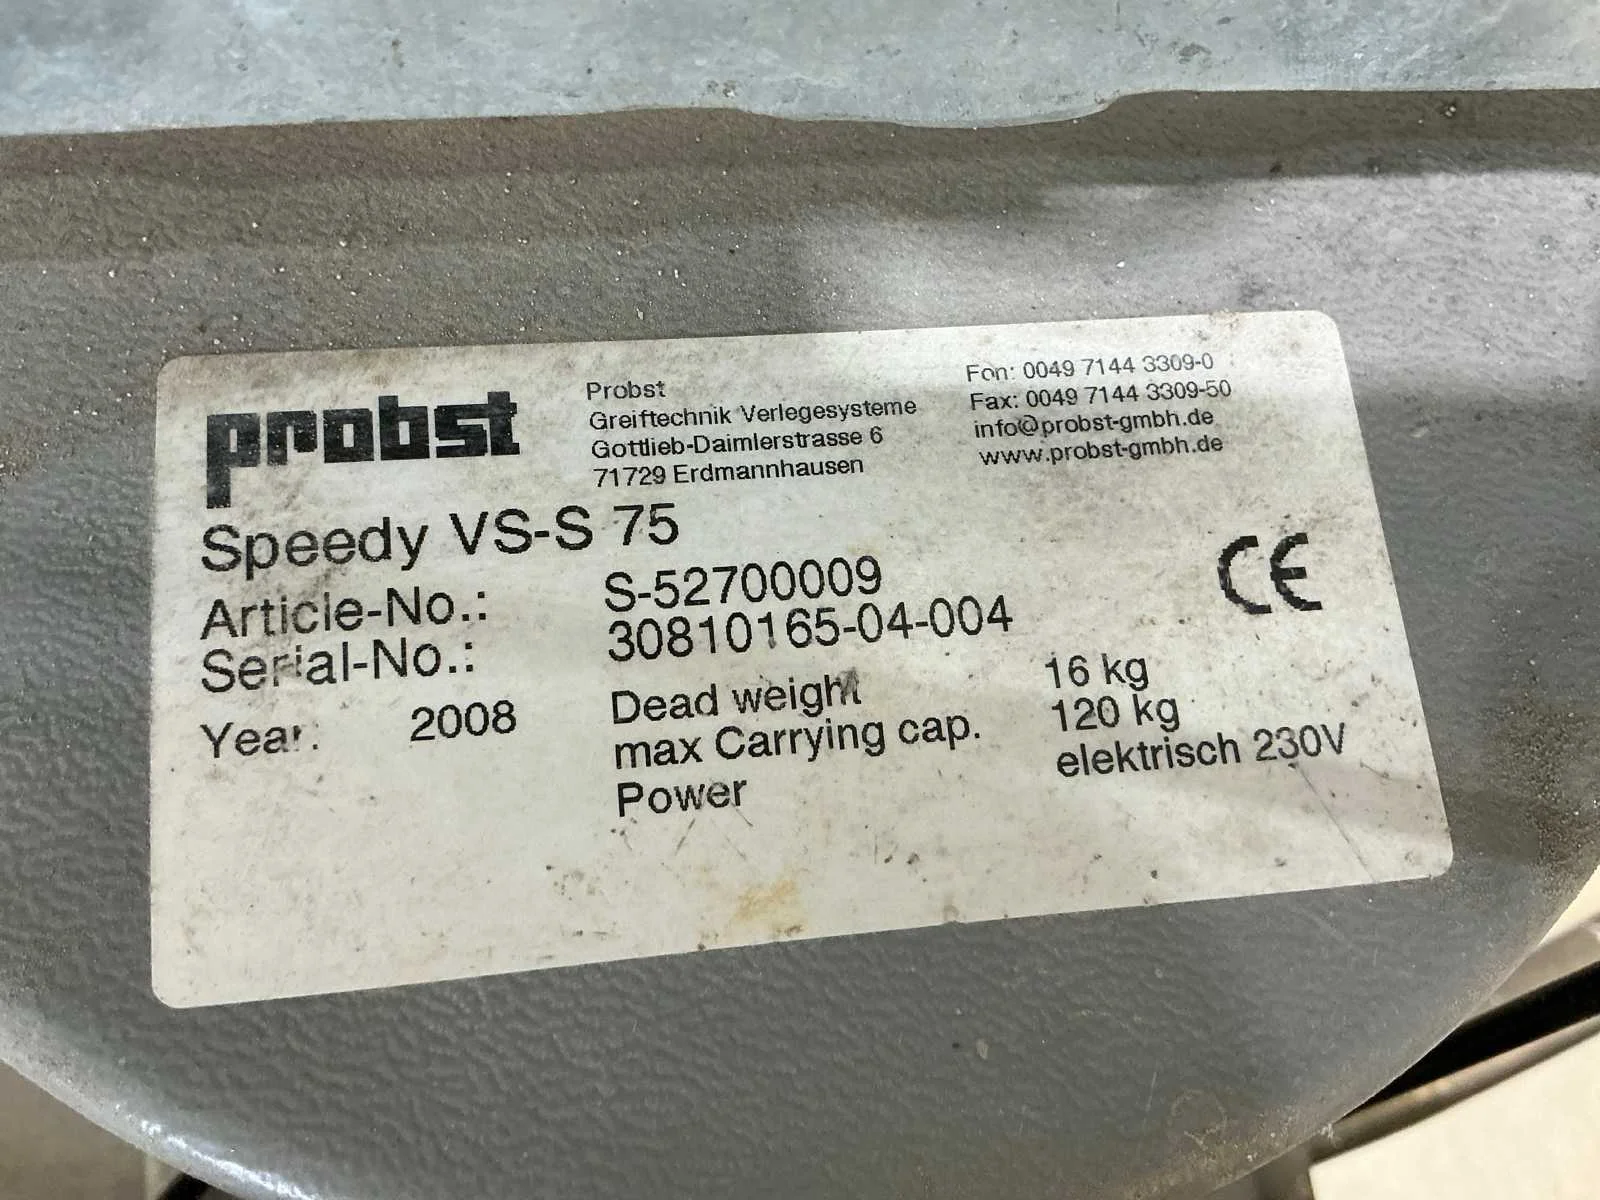 probst
Probst
Greiftechnik Verlegesysteme
Gottlieb-Daimlerstrasse 6
71729 Erdmannhausen
Fon: 0049 7144 3309-0
Fax: 0049 7144 3309-50
info@probst-gmbh.de
www.probst-gmbh.de
Speedy VS-S 75
Article-No.: S-52700009
Serial-No.: 30810165-04-004
CE
Year: 2008
Dead weight 16 kg
max Carrying cap. 120 kg
Power elektrisch 230V